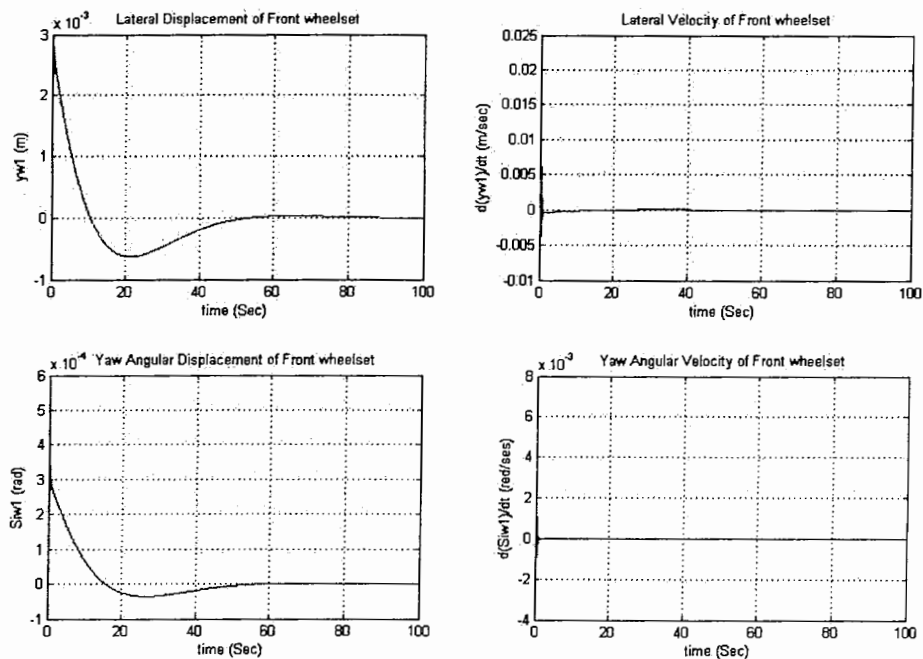 x 10⁻³ Lateral Displacement of Front wheelset
3
2
1
0
-1
yw1 (m)
0 20 40 60 80 100
time (Sec)
Lateral Velocity of Front wheelset
0.025
0.02
0.015
0.01
0.005
0
-0.005
-0.01
d(yw1)/dt (m/sec)
0 20 40 60 80 100
time (Sec)
x 10⁻⁴ Yaw Angular Displacement of Front wheelset
6
5
4
3
2
1
0
-1
Siw1 (rad)
0 20 40 60 80 100
time (Sec)
x 10⁻³ Yaw Angular Velocity of Front wheelset
8
6
4
2
0
-2
-4
d(Siw1)/dt (red/ses)
0 20 40 60 80 100
time (Sec)